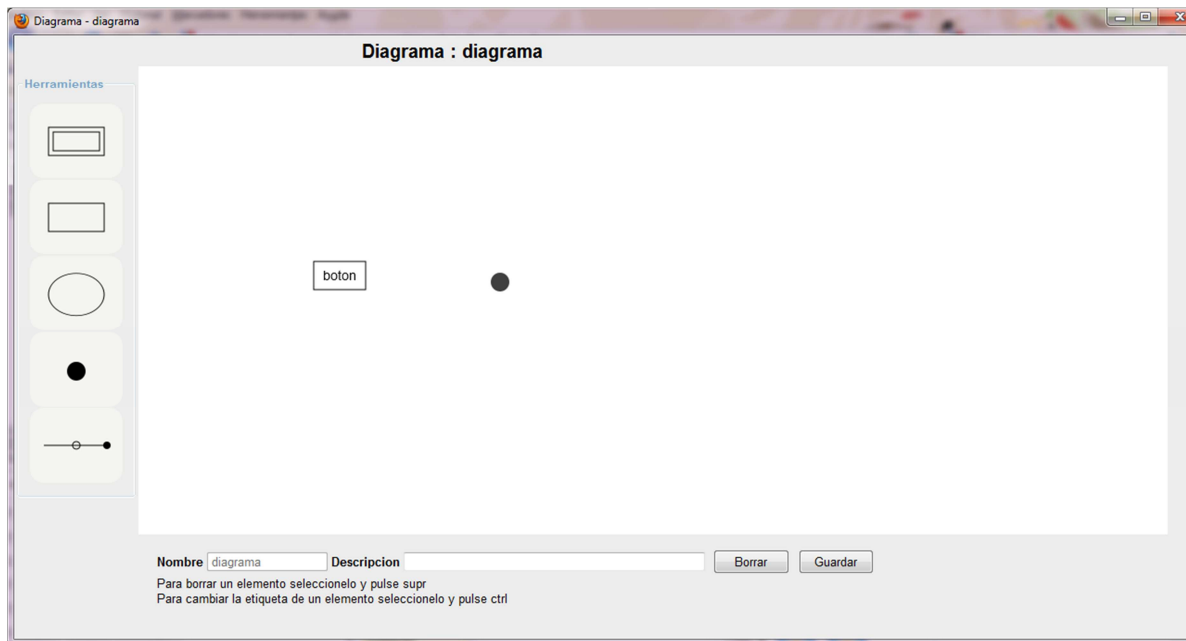 Diagrama - diagrama
Diagrama : diagrama
Herramientas
boton
Nombre diagrama Descripcion Borrar Guardar
Para borrar un elemento seleccionelo y pulse supr
Para cambiar la etiqueta de un elemento seleccionelo y pulse ctrl